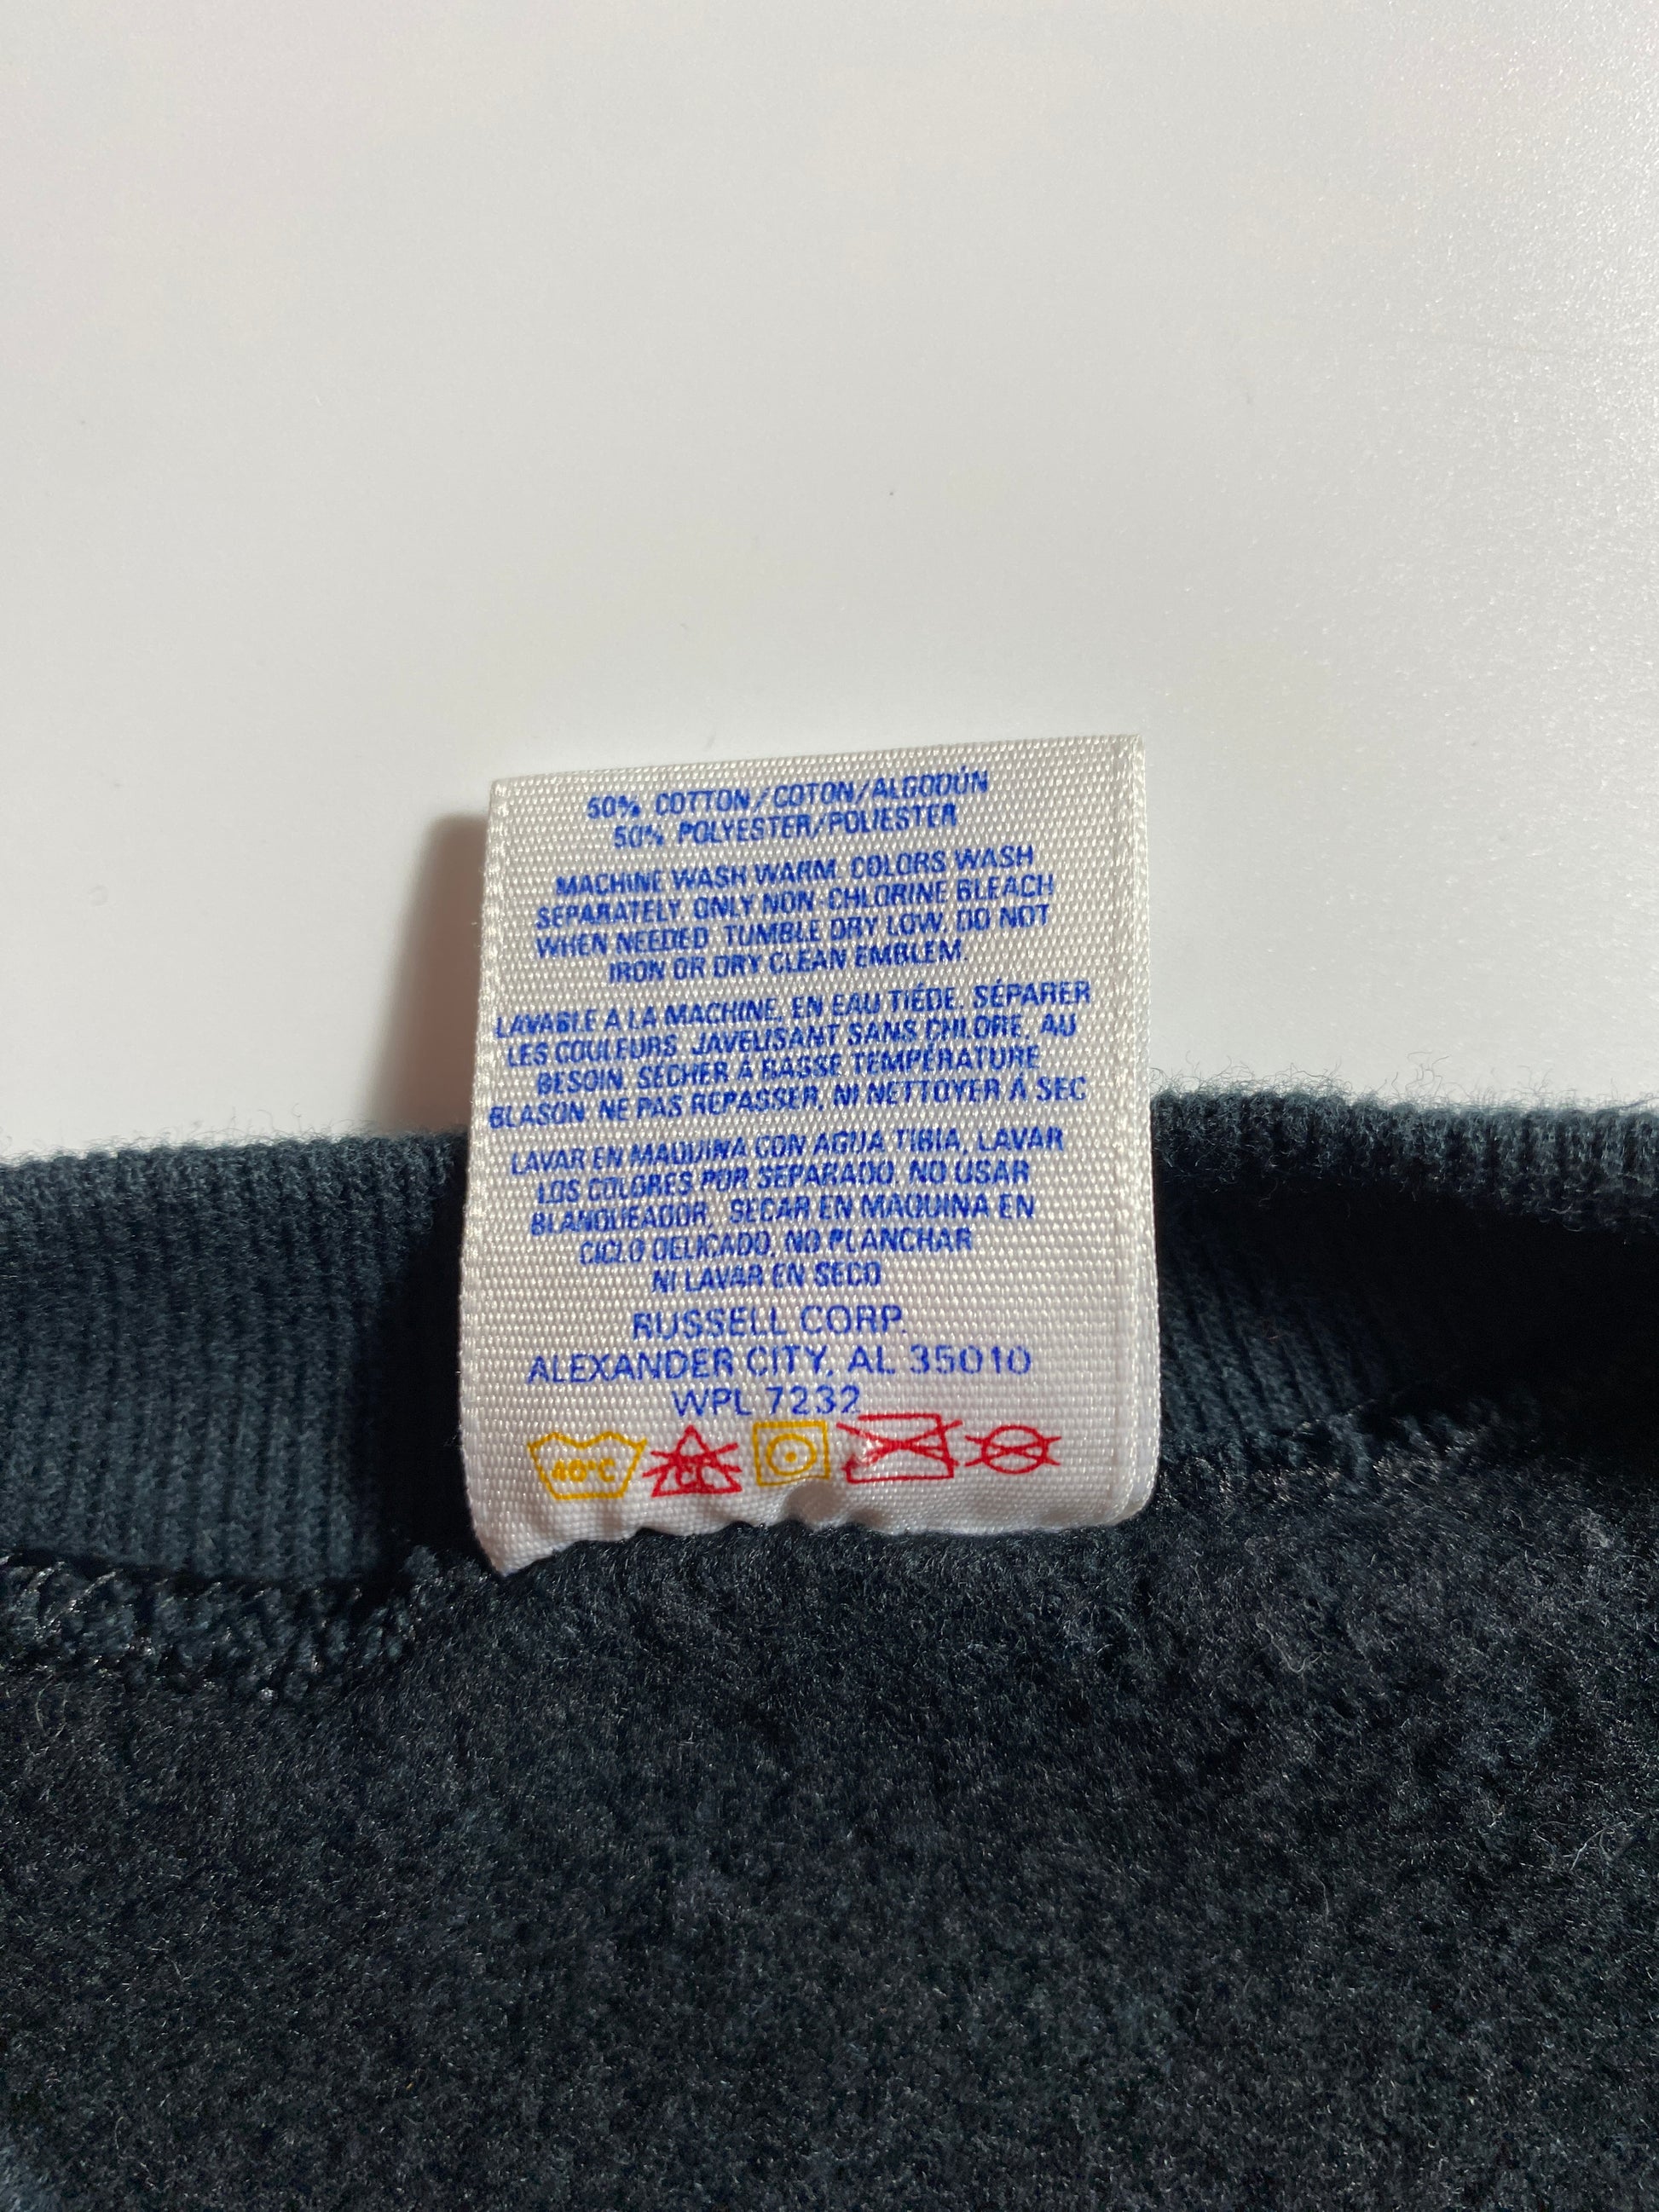 50% COTTON/COTON/ALGODÚN
50% POLYESTER/POLIESTER
MACHINE WASH WARM. COLORS WASH
SEPARATELY. ONLY NON-CHLORINE BLEACH
WHEN NEEDED. TUMBLE DRY LOW. DO NOT
IRON OR DRY CLEAN EMBLEM.
LAVABLE A LA MACHINE, EN EAU TIÉDE. SÉPARER
LES COULEURS. JAVELISANT SANS CHLORE, AU
BESOIN. SÉCHER Á BASSE TEMPÉRATURE
BLASON: NE PAS REPASSER, NI NETTOYER Á SEC
LAVAR EN MAQUINA CON AGUA TIBIA, LAVAR
LOS COLORES POR SEPARADO. NO USAR
BLANQUEADOR. SECAR EN MAQUINA EN
CICLO DELICADO. NO PLANCHAR
NI LAVAR EN SECO
RUSSELL CORP.
ALEXANDER CITY, AL 35010
WPL 7232
40°C CL